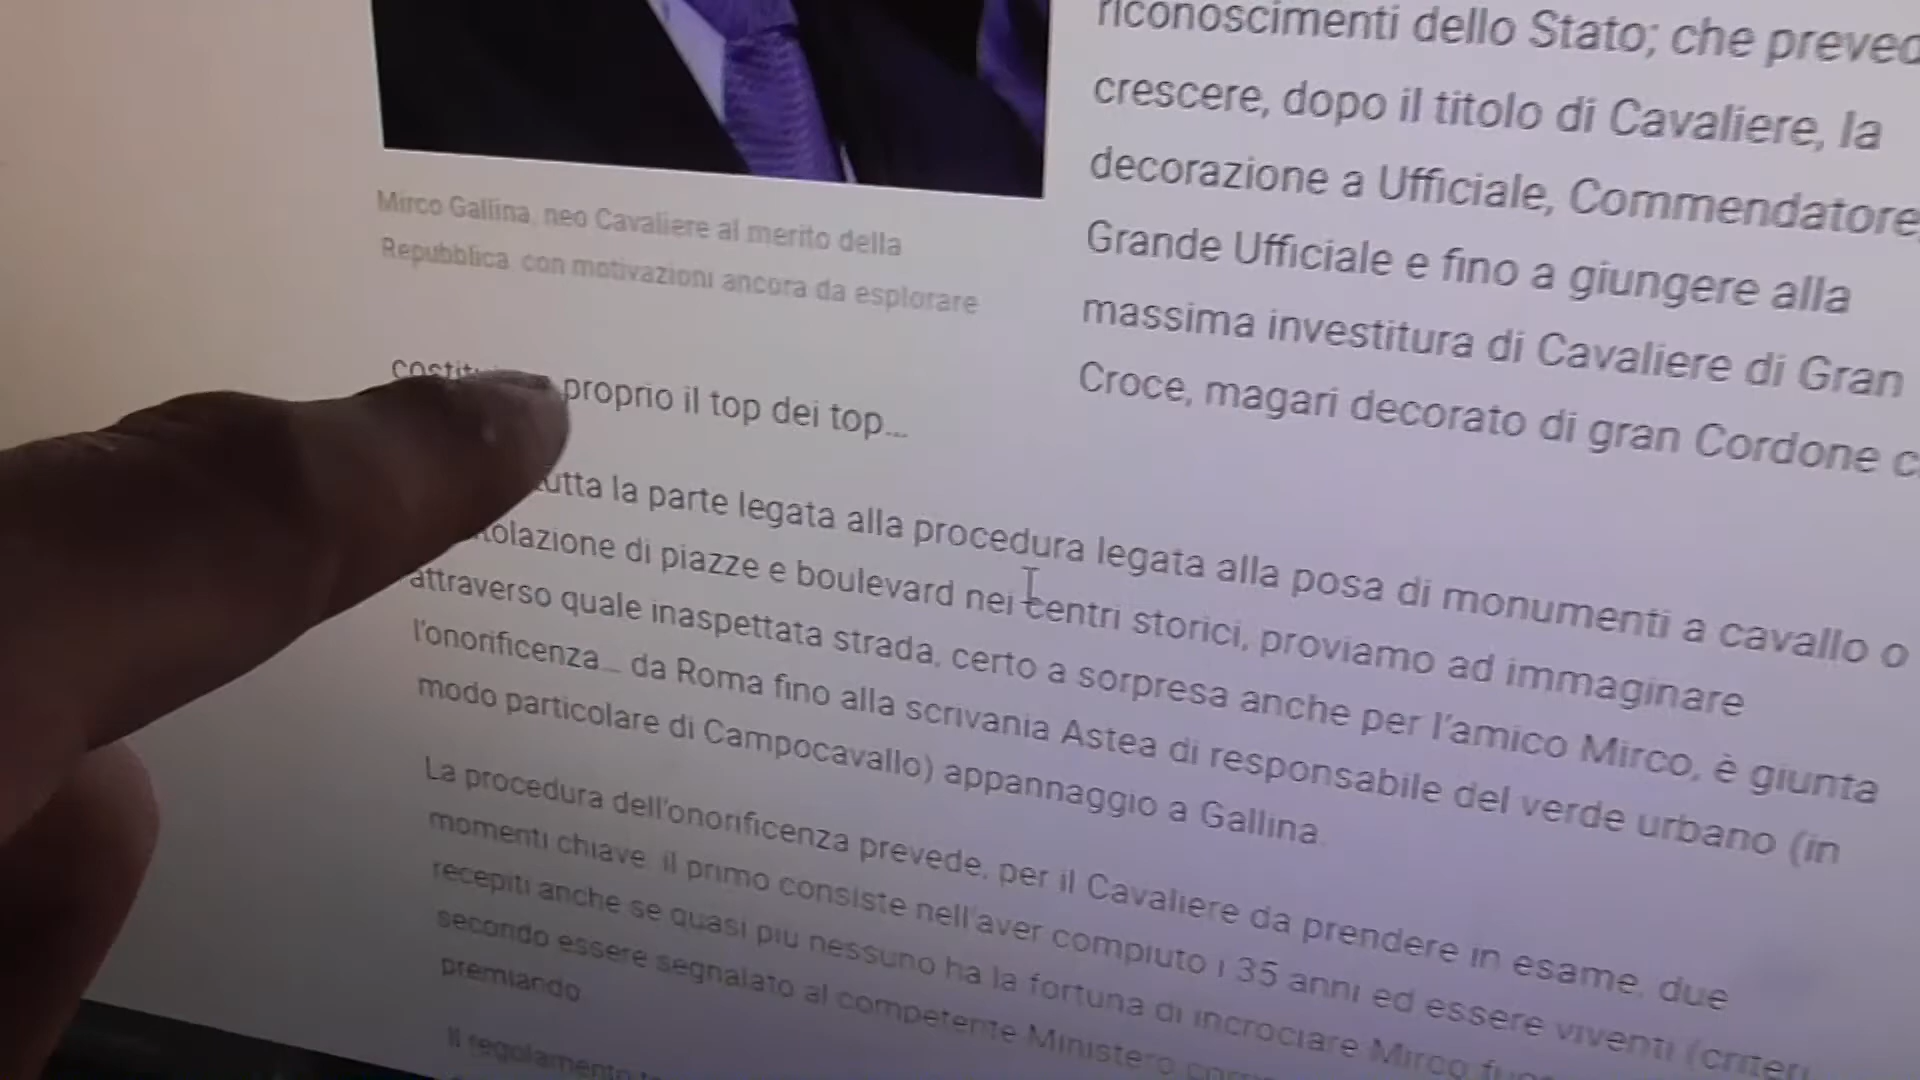 riconoscimenti dello Stato; che
crescere, dopo il titolo di Cavaliere, la
decorazione a Ufficiale, Commendatore,
Grande Ufficiale e fino a giungere alla
massima investitura di Cavaliere di Gran
Croce, magari decorato di gran Cordone
Mirco Gallina, neo Cavaliere al merito della
Repubblica con motivazioni ancora da esplorare
proprio il top dei top...
la parte legata alla procedura legata alla posa di monumenti a cavallo o
di piazze e boulevard nei centri storici, proviamo ad immaginare
attraverso quale inaspettata strada, certo a sorpresa anche per l'amico Mirco, è giunta
l'onorificenza... da Roma fino alla scrivania Astea di responsabile del verde urbano (in
modo particolare di Campocavallo) appannaggio a Gallina.
La procedura dell'onorificenza prevede, per il Cavaliere da prendere in esame, due
momenti chiave: il primo consiste nell'aver compiuto i 35 anni ed essere viventi (criteri
recepiti anche se quasi più nessuno ha la fortuna di incrociare Mirco
secondo essere segnalato al competente Ministero
premiando
Il regolamento